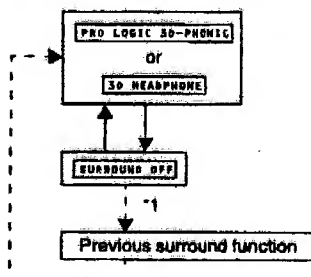 PRO LOGIC 3D-PHONIC
or
3D HEADPHONE
SURROUND OFF
*1
Previous surround function